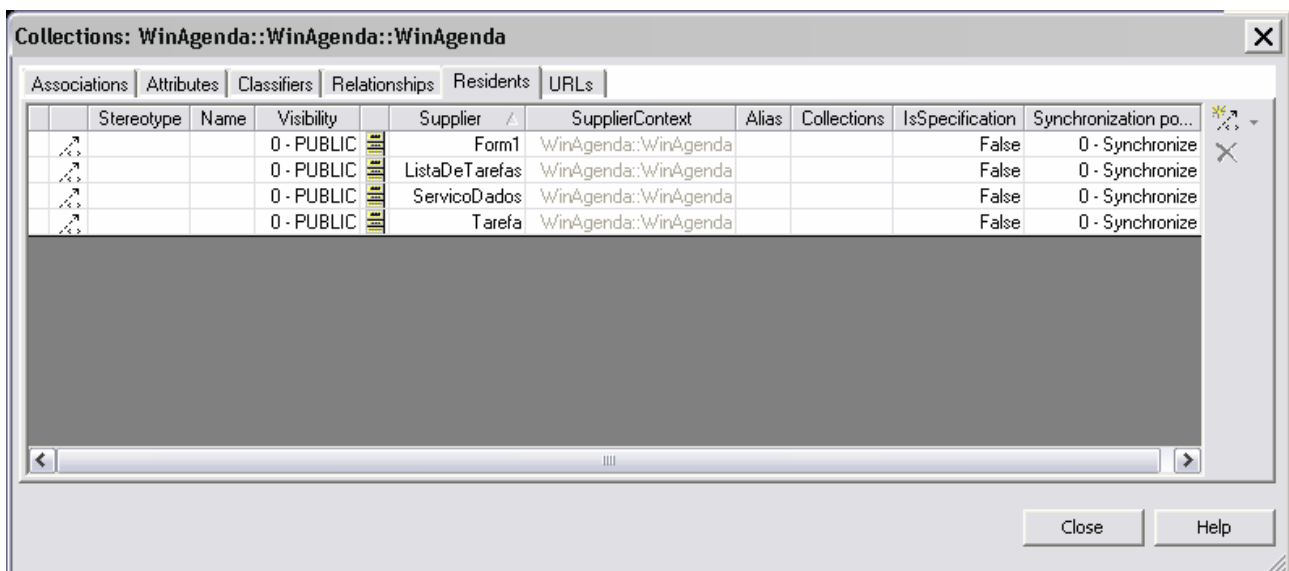 Collections: WinAgenda::WinAgenda::WinAgenda
Associations Attributes Classifiers Relationships Residents URLs
Stereotype Name Visibility Supplier SupplierContext Alias Collections IsSpecification Synchronization po...
0 - PUBLIC Form1 WinAgenda::WinAgenda False 0 - Synchronize
0 - PUBLIC ListaDeTarefas WinAgenda::WinAgenda False 0 - Synchronize
0 - PUBLIC ServicoDados WinAgenda::WinAgenda False 0 - Synchronize
0 - PUBLIC Tarefa WinAgenda::WinAgenda False 0 - Synchronize
Close Help